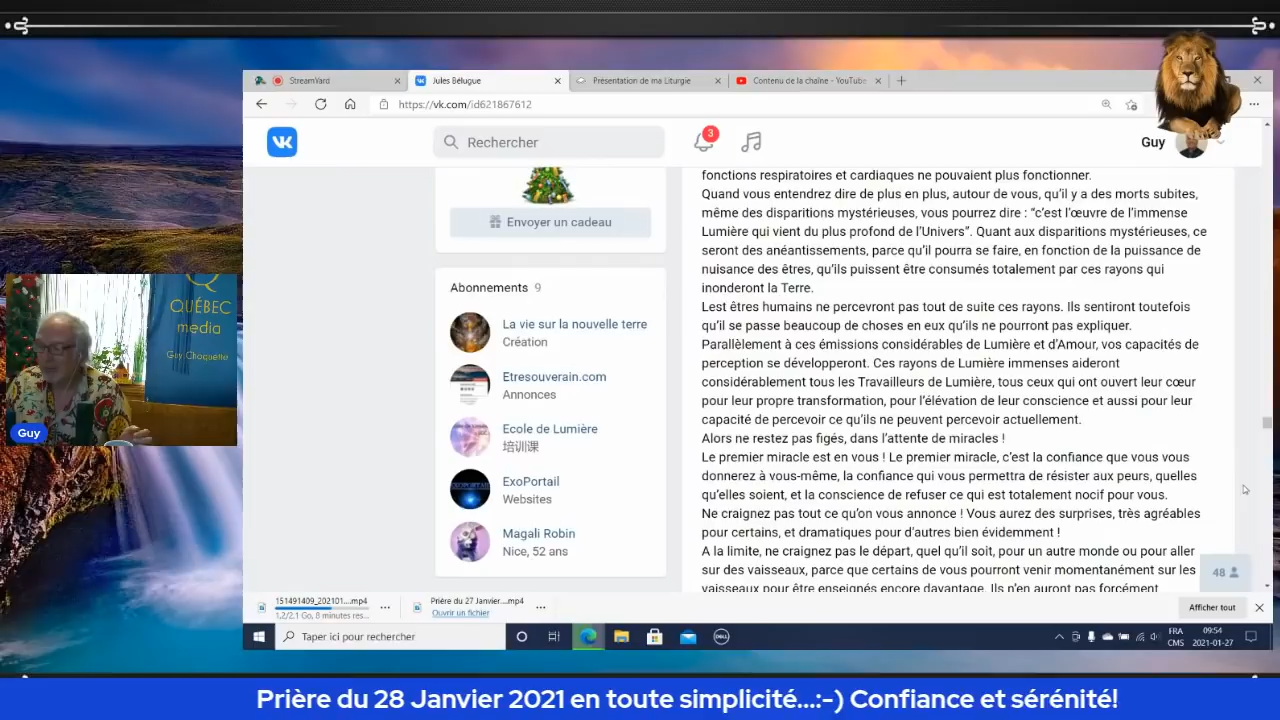 StreamYard
Jules Bélugue
Présentation de ma Liturgie
Contenu de la chaîne - YouTube
https://vk.com/id621867612
Rechercher
3
Guy
Envoyer un cadeau
Abonnements 9
La vie sur la nouvelle terre
Création
Etresouverain.com
Annonces
Ecole de Lumière
培训课
ExoPortail
Websites
Magali Robin
Nice, 52 ans
fonctions respiratoires et cardiaques ne pouvaient plus fonctionner.
Quand vous entendrez dire de plus en plus, autour de vous, qu'il y a des morts subites,
même des disparitions mystérieuses, vous pourrez dire : “c'est l'œuvre de l'immense
Lumière qui vient du plus profond de l'Univers”. Quant aux disparitions mystérieuses, ce
seront des anéantissements, parce qu'il pourra se faire, en fonction de la puissance de
nuisance des êtres, qu'ils puissent être consumés totalement par ces rayons qui
inonderont la Terre.
Lest êtres humains ne percevront pas tout de suite ces rayons. Ils sentiront toutefois
qu'il se passe beaucoup de choses en eux qu'ils ne pourront pas expliquer.
Parallèlement à ces émissions considérables de Lumière et d'Amour, vos capacités de
perception se développeront. Ces rayons de Lumière immenses aideront
considérablement tous les Travailleurs de Lumière, tous ceux qui ont ouvert leur cœur
pour leur propre transformation, pour l'élévation de leur conscience et aussi pour leur
capacité de percevoir ce qu'ils ne peuvent percevoir actuellement.
Alors ne restez pas figés, dans l'attente de miracles !
Le premier miracle est en vous ! Le premier miracle, c'est la confiance que vous vous
donnerez à vous-même, la confiance qui vous permettra de résister aux peurs, quelles
qu'elles soient, et la conscience de refuser ce qui est totalement nocif pour vous.
Ne craignez pas tout ce qu'on vous annonce ! Vous aurez des surprises, très agréables
pour certains, et dramatiques pour d'autres bien évidemment !
A la limite, ne craignez pas le départ, quel qu'il soit, pour un autre monde ou pour aller
sur des vaisseaux, parce que certains de vous pourront venir momentanément sur les
vaisseaux pour être enseignés encore davantage. Ils n'en auront pas forcément
48
QUÉBEC
media
Guy Choquette
Guy
151491409_202101....mp4
1,2/2.1 Go, 8 minutes res...
Prière du 27 Janvier....mp4
Ouvrir un fichier
Afficher tout
Taper ici pour rechercher
FRA
CMS
09:54
2021-01-27
Prière du 28 Janvier 2021 en toute simplicité...:-) Confiance et sérénité!